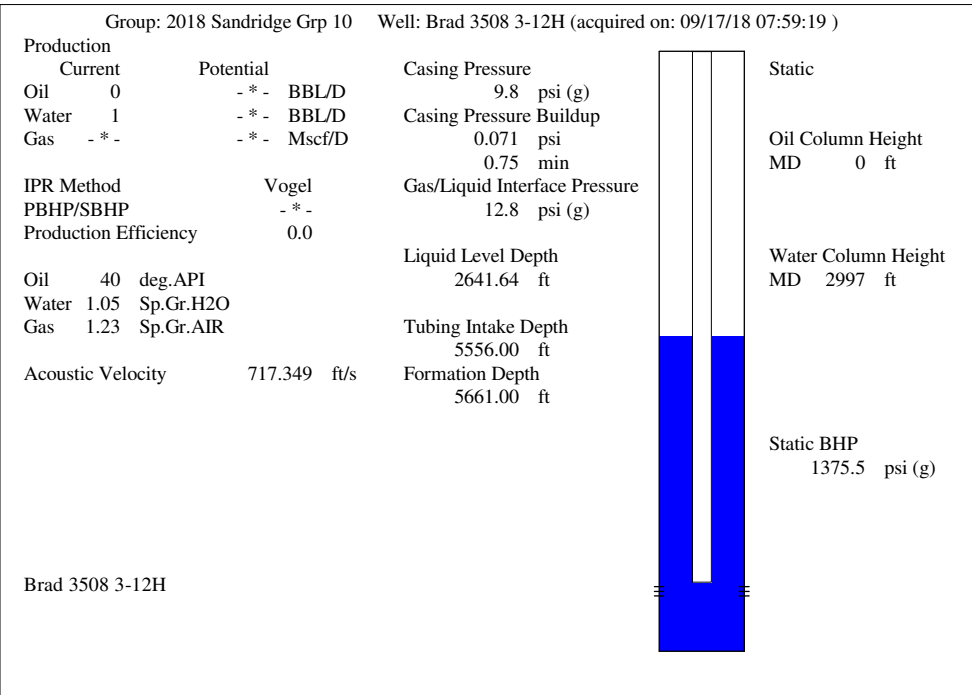 Group: 2018 Sandridge Grp 10 Well: Brad 3508 3-12H (acquired on: 09/17/18 07:59:19 )
Production
Current Potential
Oil 0 - * - BBL/D
Water 1 - * - BBL/D
Gas - * - - * - Mscf/D
IPR Method Vogel
PBHP/SBHP - * -
Production Efficiency 0.0
Oil 40 deg.API
Water 1.05 Sp.Gr.H2O
Gas 1.23 Sp.Gr.AIR
Acoustic Velocity 717.349 ft/s
Casing Pressure
9.8 psi (g)
Casing Pressure Buildup
0.071 psi
0.75 min
Gas/Liquid Interface Pressure
12.8 psi (g)
Liquid Level Depth
2641.64 ft
Tubing Intake Depth
5556.00 ft
Formation Depth
5661.00 ft
Static
Oil Column Height
MD 0 ft
Water Column Height
MD 2997 ft
Static BHP
1375.5 psi (g)
Brad 3508 3-12H